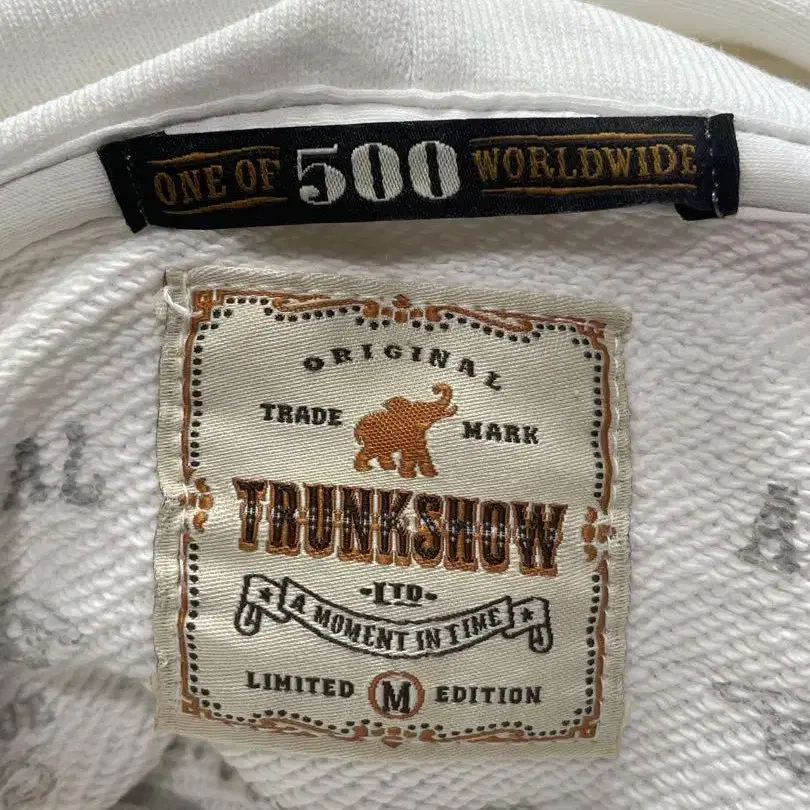 ONE OF 500 WORLDWIDE
ORIGINAL
TRADE MARK
TRUNKSHOW
-LTD-
A MOMENT IN TIME
LIMITED M EDITION